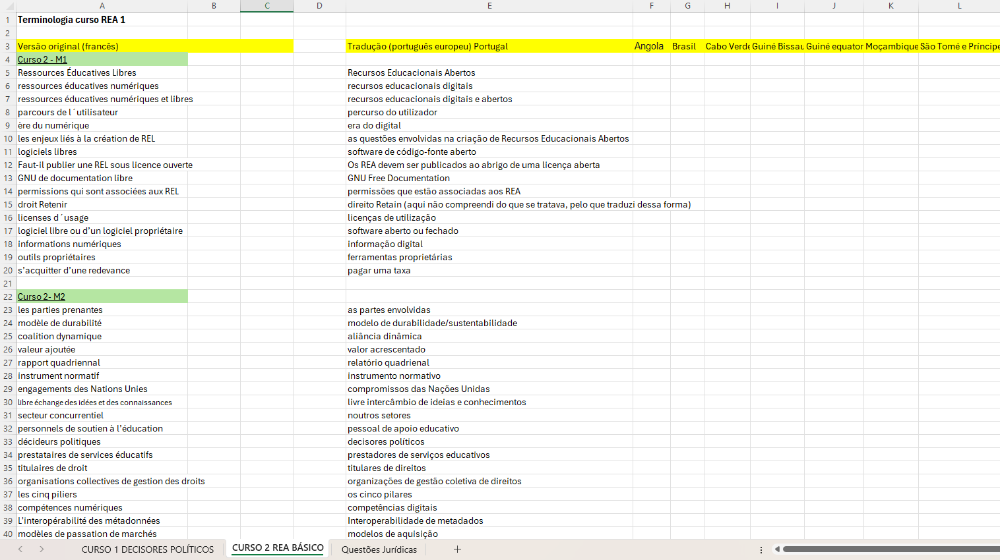 A B C D E F G H I J K L
1 Terminologia curso REA 1
2
3 Versão original (francês) Tradução (português europeu) Portugal Angola Brasil Cabo Verde Guiné Bissau Guiné equator Moçambique São Tomé e Príncipe
4 Curso 2 - M1
5 Ressources Éducatives Libres Recursos Educacionais Abertos
6 ressources éducatives numériques recursos educacionais digitais
7 ressources éducatives numériques et libres recursos educacionais digitais e abertos
8 parcours de l´utilisateur percurso do utilizador
9 ère du numérique era do digital
10 les enjeux liés à la création de REL as questões envolvidas na criação de Recursos Educacionais Abertos
11 logiciels libres software de código-fonte aberto
12 Faut-il publier une REL sous licence ouverte Os REA devem ser publicados ao abrigo de uma licença aberta
13 GNU de documentation libre GNU Free Documentation
14 permissions qui sont associées aux REL permissões que estão associadas aos REA
15 droit Retenir direito Retain (aqui não compreendi do que se tratava, pelo que traduzi dessa forma)
16 licenses d´usage licenças de utilização
17 logiciel libre ou d’un logiciel propriétaire software aberto ou fechado
18 informations numériques informação digital
19 outils propriétaires ferramentas proprietárias
20 s’acquitter d’une redevance pagar uma taxa
21
22 Curso 2- M2
23 les parties prenantes as partes envolvidas
24 modèle de durabilité modelo de durabilidade/sustentabilidade
25 coalition dynamique aliância dinâmica
26 valeur ajoutée valor acrescentado
27 rapport quadriennal relatório quadrienal
28 instrument normatif instrumento normativo
29 engagements des Nations Unies compromissos das Nações Unidas
30 libre échange des idées et des connaissances livre intercâmbio de ideias e conhecimentos
31 secteur concurrentiel noutros setores
32 personnels de soutien à l’éducation pessoal de apoio educativo
33 décideurs politiques decisores políticos
34 prestataires de services éducatifs prestadores de serviços educativos
35 titulaires de droit titulares de direitos
36 organisations collectives de gestion des droits organizações de gestão coletiva de direitos
37 les cinq piliers os cinco pilares
38 compétences numériques competências digitais
39 L'interopérabilité des métadonnées Interoperabilidade de metadados
40 modèles de passation de marchés modelos de aquisição
CURSO 1 DECISORES POLÍTICOS CURSO 2 REA BÁSICO Questões Jurídicas